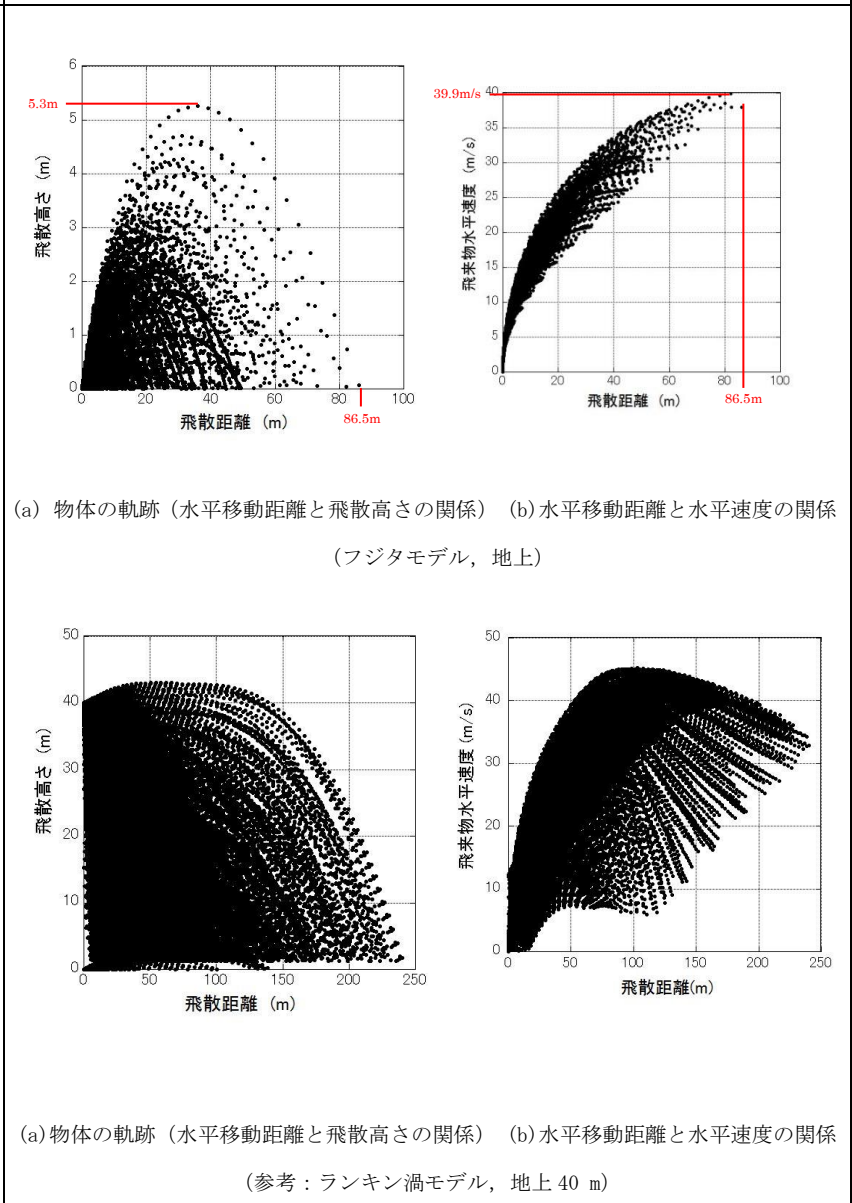 6
5
4
3
2
1
0
5.3m
飛散高さ (m)
0 20 40 60 80 100
86.5m
飛散距離 (m)
39.9m/s
40
35
30
25
20
15
10
5
0
飛来物水平速度 (m/s)
0 20 40 60 80 100
86.5m
飛散距離 (m)
(a) 物体の軌跡（水平移動距離と飛散高さの関係） (b)水平移動距離と水平速度の関係
（フジタモデル，地上）
50
40
30
20
10
0
飛散高さ (m)
0 50 100 150 200 250
飛散距離 (m)
50
40
30
20
10
0
飛来物水平速度 (m/s)
0 50 100 150 200 250
飛散距離(m)
(a)物体の軌跡（水平移動距離と飛散高さの関係） (b)水平移動距離と水平速度の関係
（参考：ランキン渦モデル，地上 40 m）